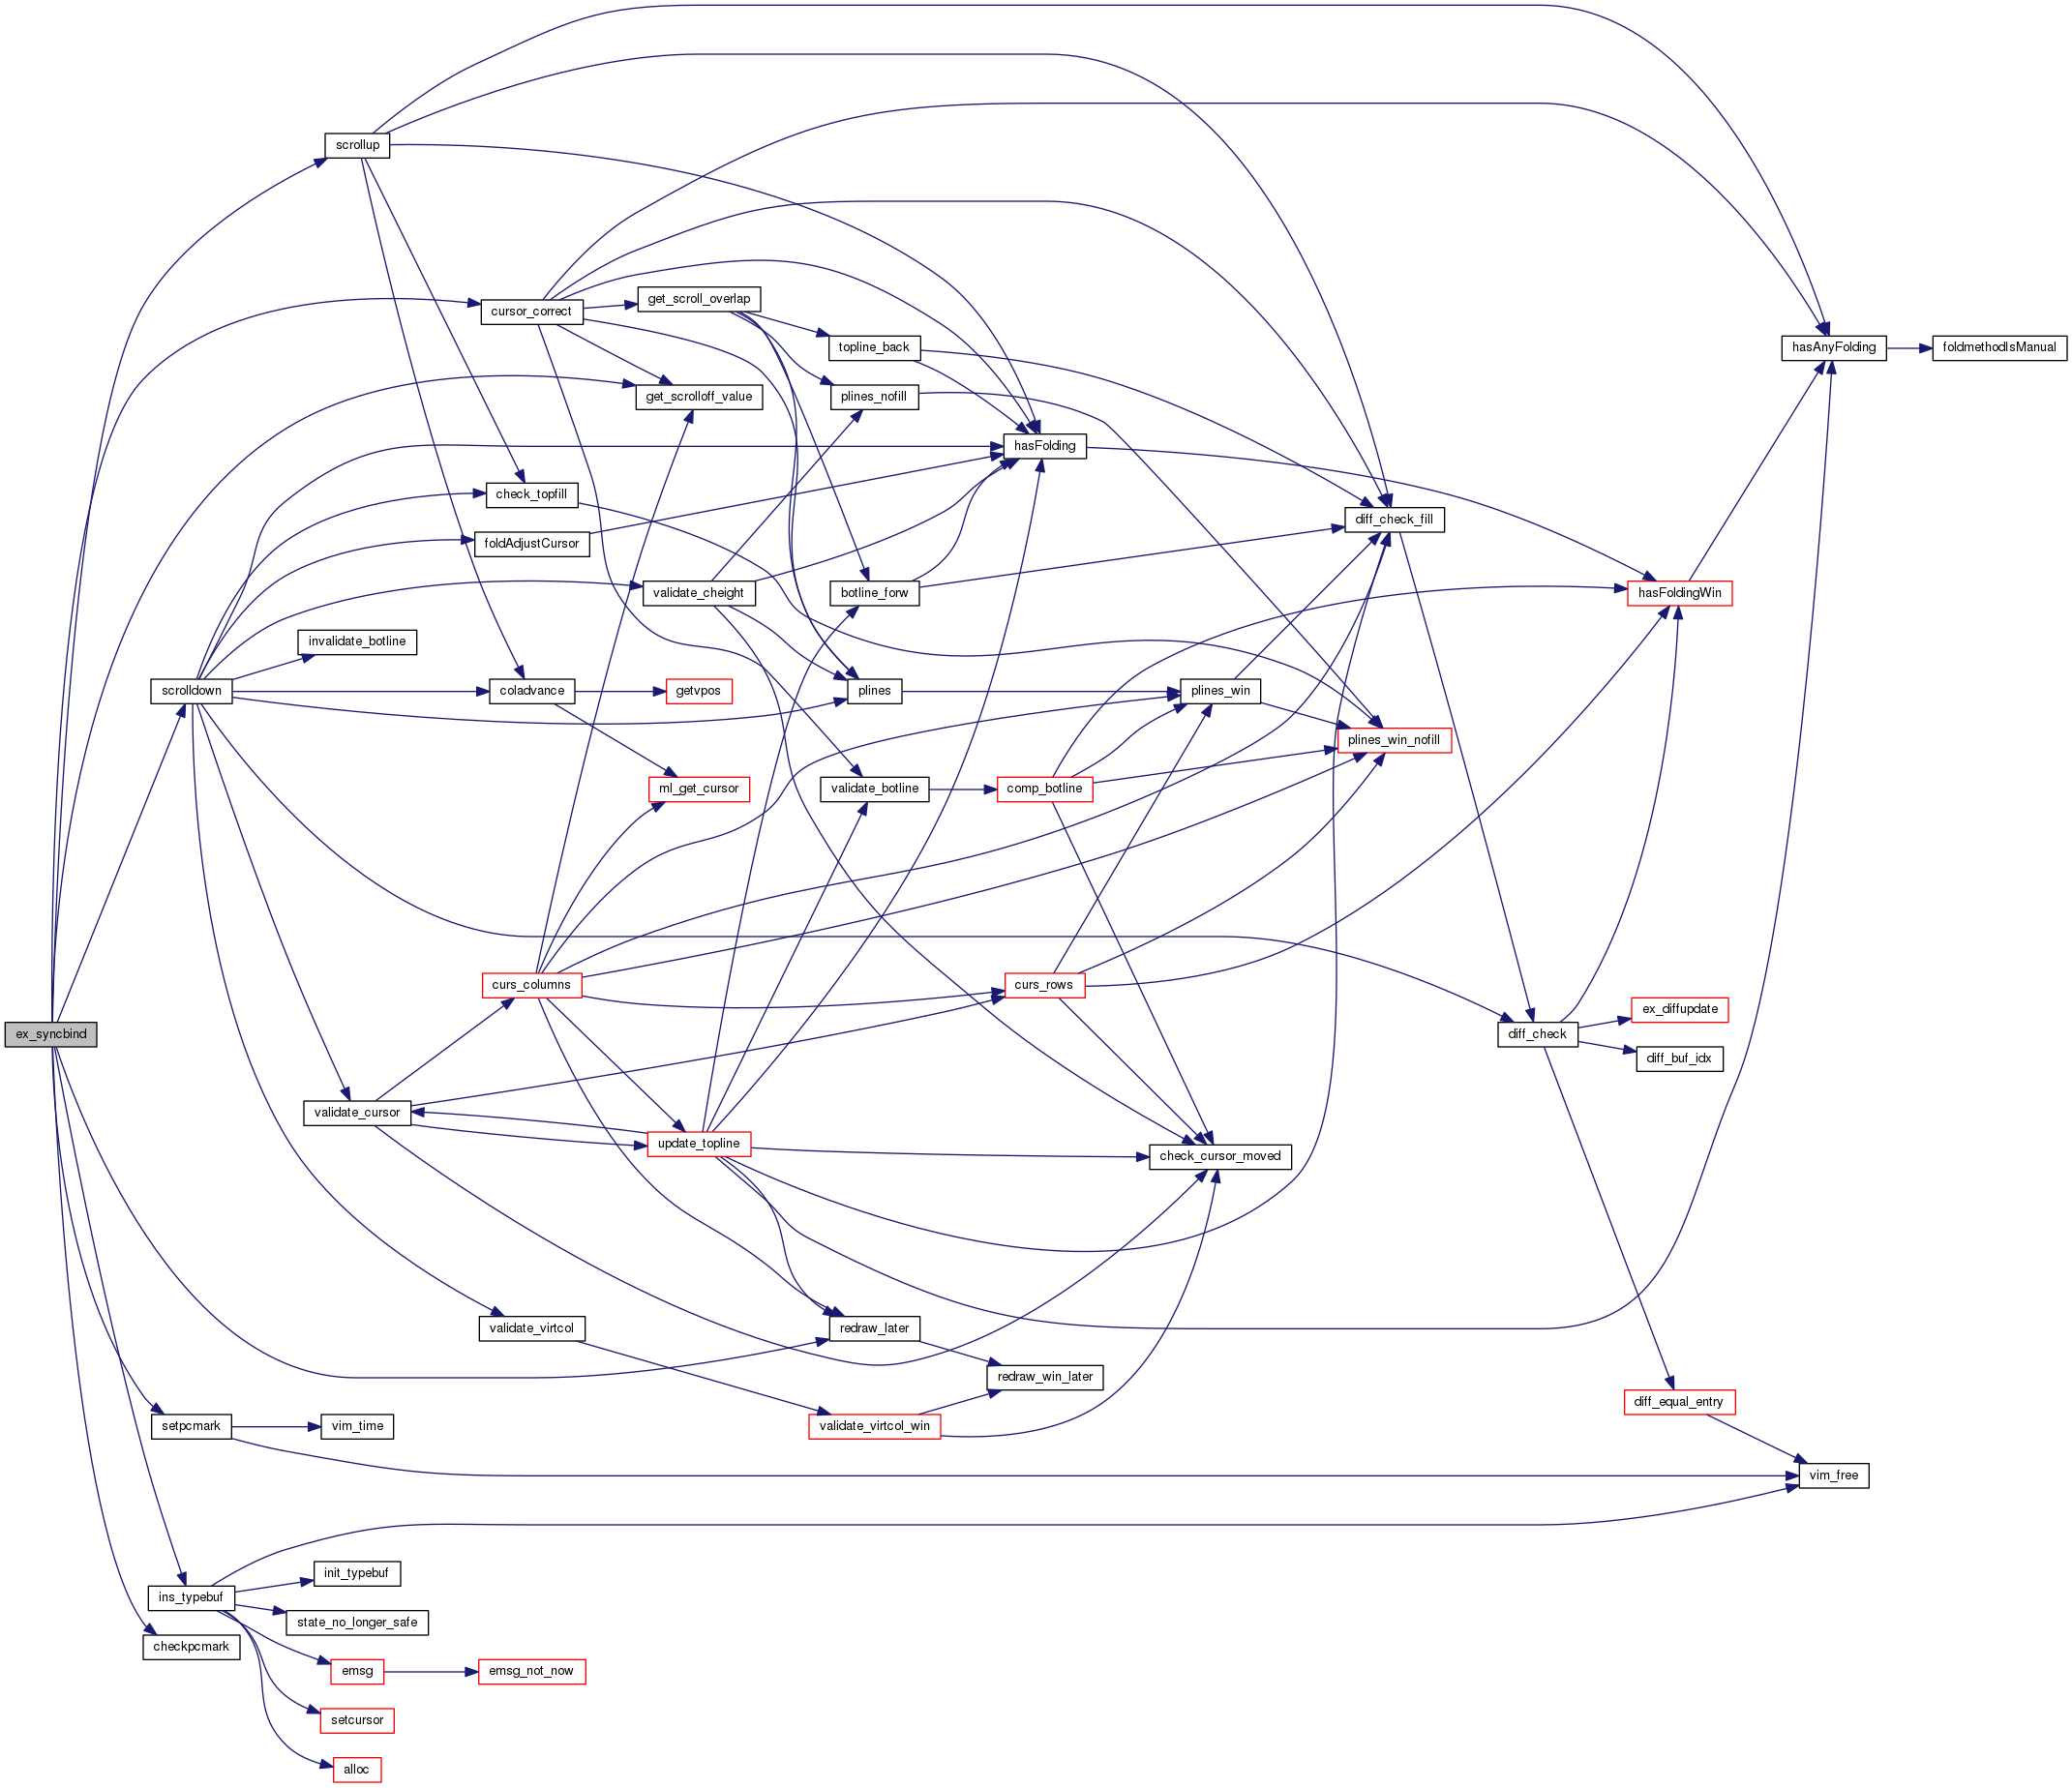 scrollup
cursor_correct
get_scroll_overlap
topline_back
hasAnyFolding
foldmethodIsManual
get_scrolloff_value
plines_nofill
hasFolding
check_topfill
diff_check_fill
foldAdjustCursor
validate_cheight
botline_forw
hasFoldingWin
invalidate_botline
scrolldown
coladvance
getvpos
plines
plines_win
plines_win_nofill
ml_get_cursor
validate_botline
comp_botline
curs_columns
curs_rows
ex_diffupdate
ex_syncbind
diff_check
diff_buf_idx
validate_cursor
update_topline
check_cursor_moved
validate_virtcol
redraw_later
redraw_win_later
diff_equal_entry
setpcmark
vim_time
validate_virtcol_win
vim_free
init_typebuf
ins_typebuf
state_no_longer_safe
checkpcmark
emsg
emsg_not_now
setcursor
alloc